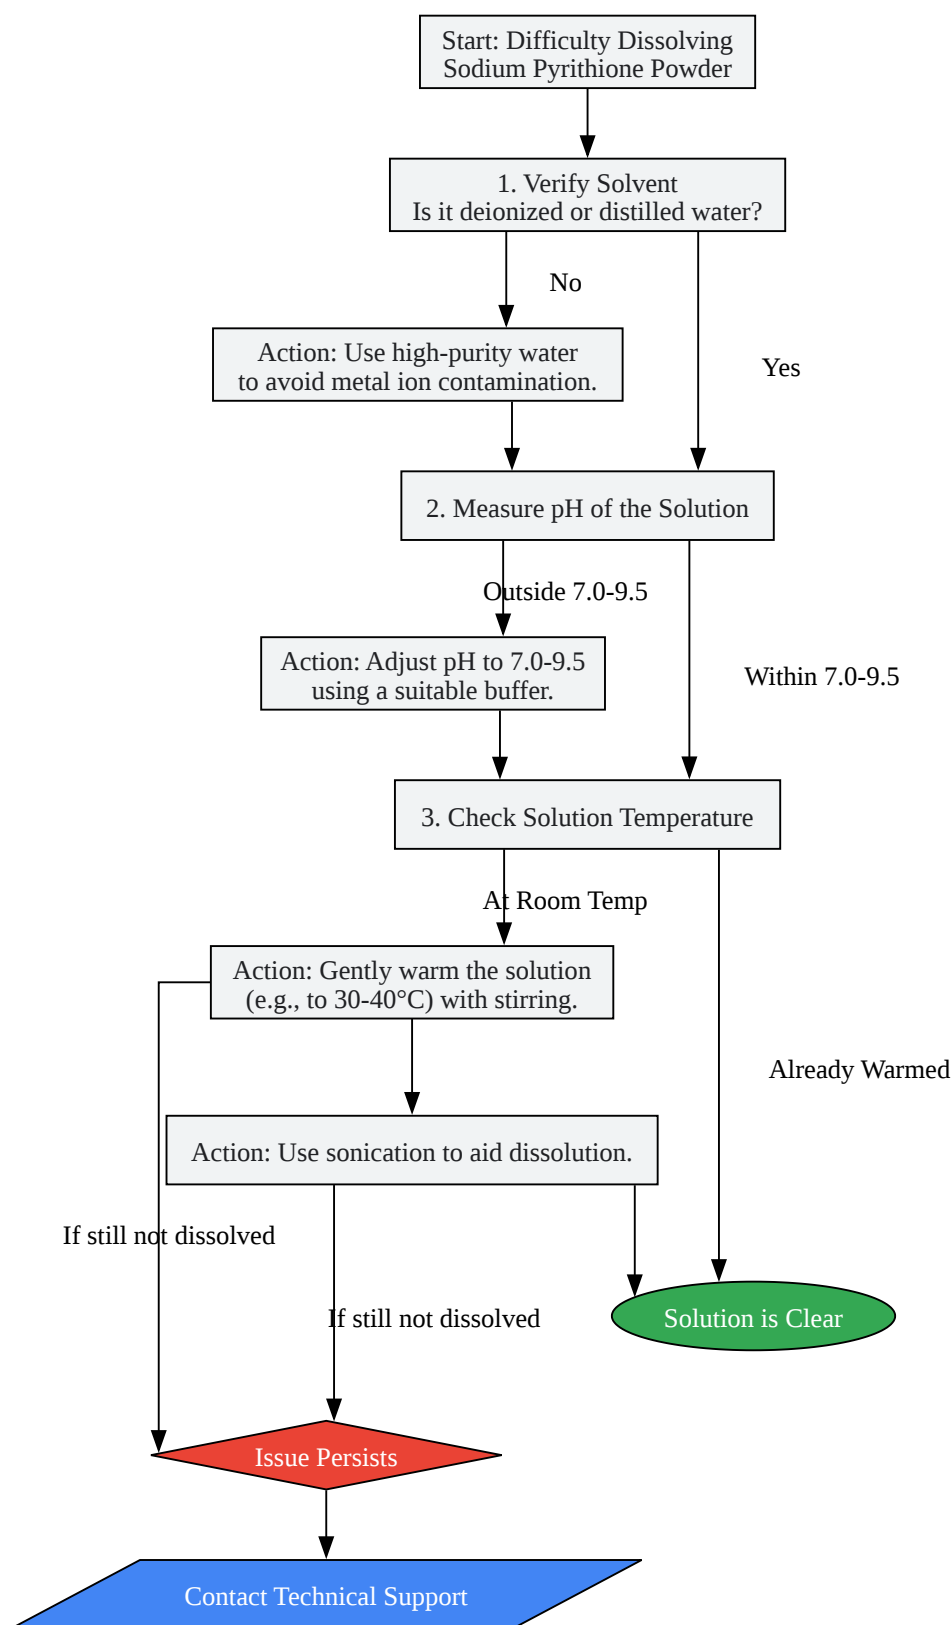 Start: Difficulty Dissolving
Sodium Pyrithione Powder
1. Verify Solvent
Is it deionized or distilled water?
No
Action: Use high-purity water
to avoid metal ion contamination.
Yes
2. Measure pH of the Solution
Outside 7.0-9.5
Action: Adjust pH to 7.0-9.5
using a suitable buffer.
Within 7.0-9.5
3. Check Solution Temperature
At Room Temp
Action: Gently warm the solution
(e.g., to 30-40°C) with stirring.
Already Warmed
Action: Use sonication to aid dissolution.
If still not dissolved
If still not dissolved
Solution is Clear
Issue Persists
Contact Technical Support